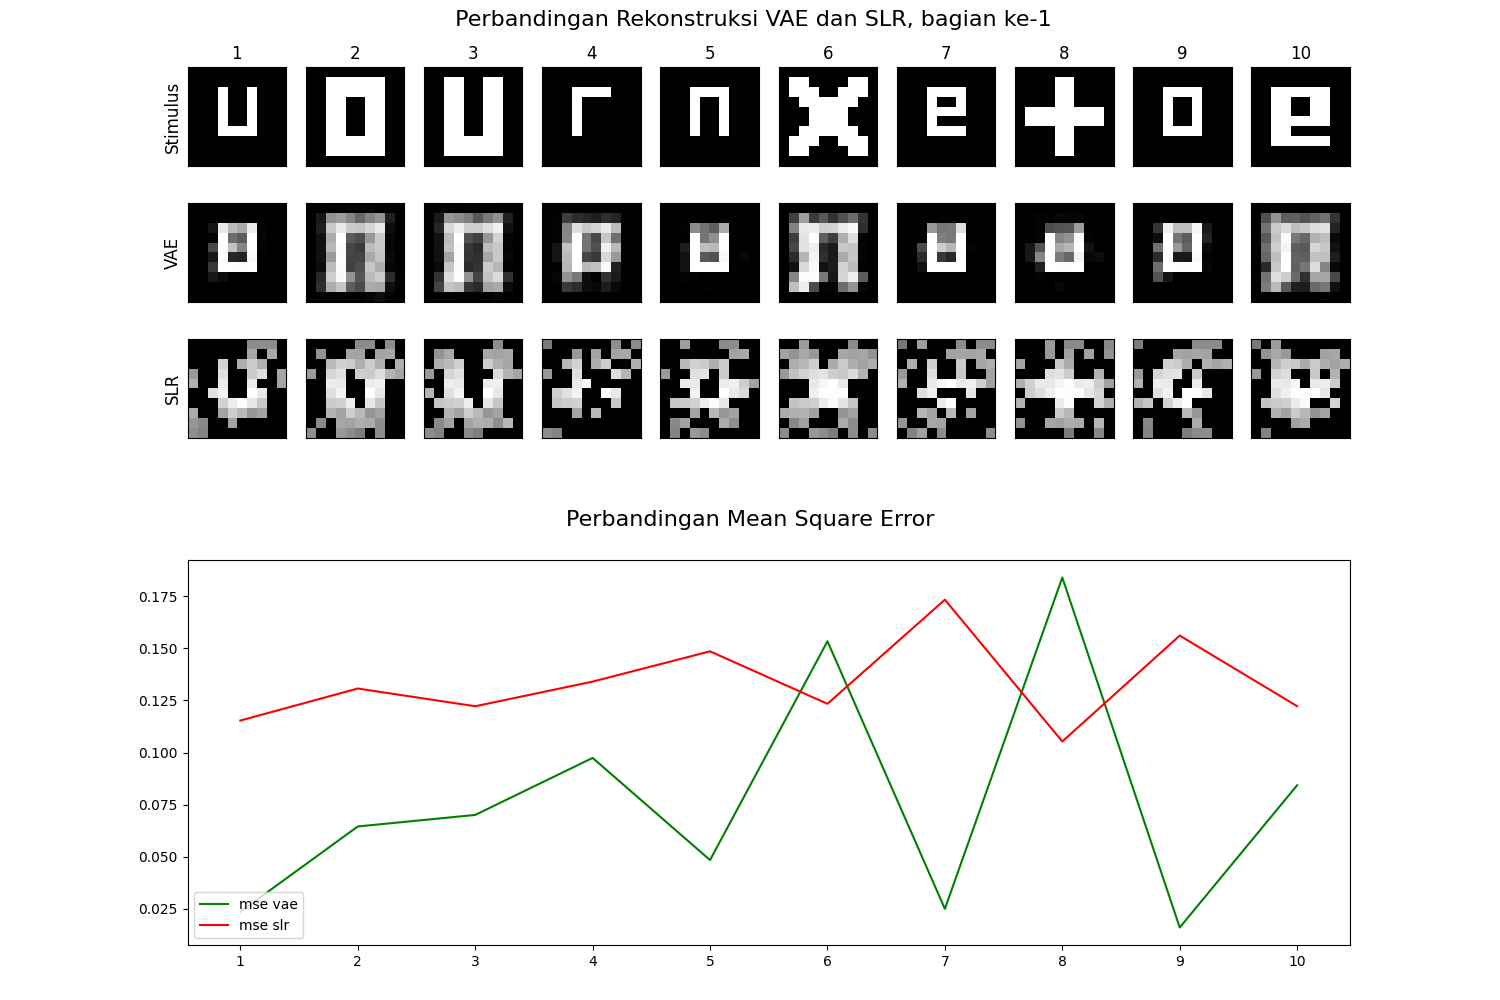 Perbandingan Rekonstruksi VAE dan SLR, bagian ke-1
1 2 3 4 5 6 7 8 9 10
Stimulus
u o u r n x e + o e
VAE
SLR
Perbandingan Mean Square Error
0.175
0.150
0.125
0.100
0.075
0.050
0.025
mse vae
mse slr
1 2 3 4 5 6 7 8 9 10